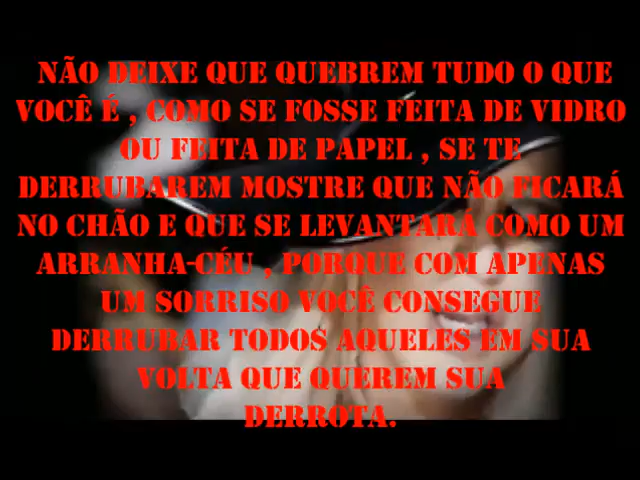 NÃO DEIXE QUE QUEBREM TUDO O QUE
VOCÊ É , COMO SE FOSSE FEITA DE VIDRO
OU FEITA DE PAPEL , SE TE
DERRUBAREM MOSTRE QUE NÃO FICARÁ
NO CHÃO E QUE SE LEVANTARÁ COMO UM
ARRANHA-CÉU , PORQUE COM APENAS
UM SORRISO VOCÊ CONSEGUE
DERRUBAR TODOS AQUELES EM SUA
VOLTA QUE QUEREM SUA
DERROTA.